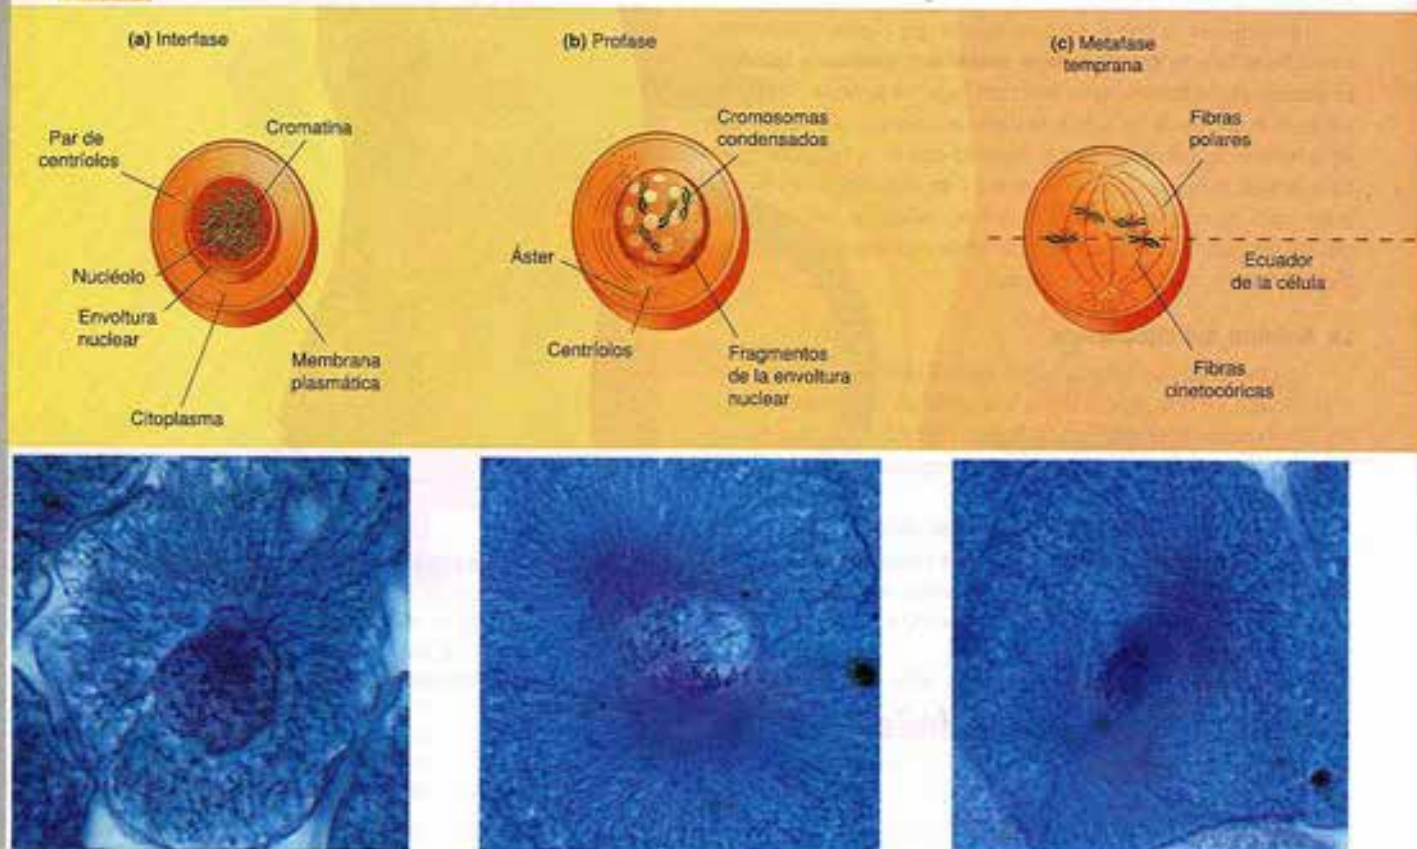 (a) Interfase
Par de
centríolos
Cromatina
Nucléolo
Envoltura
nuclear
Citoplasma
Membrana
plasmática
(b) Profase
Cromosomas
condensados
Áster
Centríolos
Fragmentos
de la envoltura
nuclear
(c) Metafase
temprana
Fibras
polares
Ecuador
de la célula
Fibras
cinetocóricas